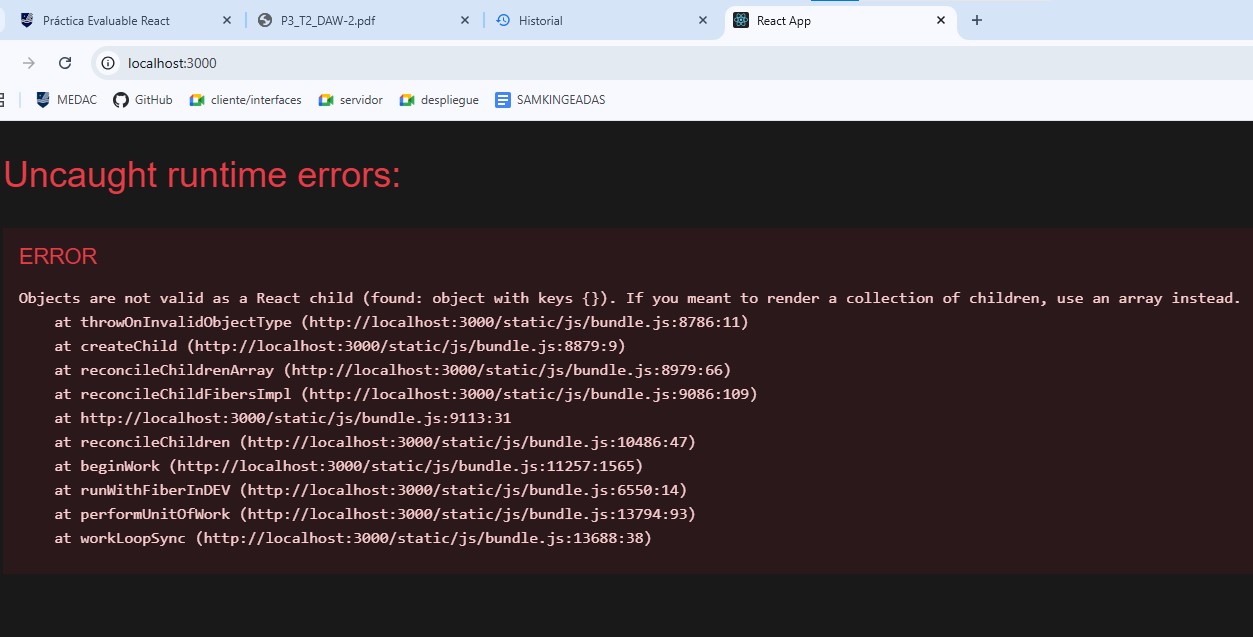 Práctica Evaluable React
P3_T2_DAW-2.pdf
Historial
React App
localhost:3000
MEDAC
GitHub
cliente/interfaces
servidor
despliegue
SAMKINGEADAS
Uncaught runtime errors:
ERROR
Objects are not valid as a React child (found: object with keys {}). If you meant to render a collection of children, use an array instead.
at throwOnInvalidObjectType (http://localhost:3000/static/js/bundle.js:8786:11)
at createChild (http://localhost:3000/static/js/bundle.js:8879:9)
at reconcileChildrenArray (http://localhost:3000/static/js/bundle.js:8979:66)
at reconcileChildFibersImpl (http://localhost:3000/static/js/bundle.js:9086:109)
at http://localhost:3000/static/js/bundle.js:9113:31
at reconcileChildren (http://localhost:3000/static/js/bundle.js:10486:47)
at beginWork (http://localhost:3000/static/js/bundle.js:11257:1565)
at runWithFiberInDEV (http://localhost:3000/static/js/bundle.js:6550:14)
at performUnitOfWork (http://localhost:3000/static/js/bundle.js:13794:93)
at workLoopSync (http://localhost:3000/static/js/bundle.js:13688:38)